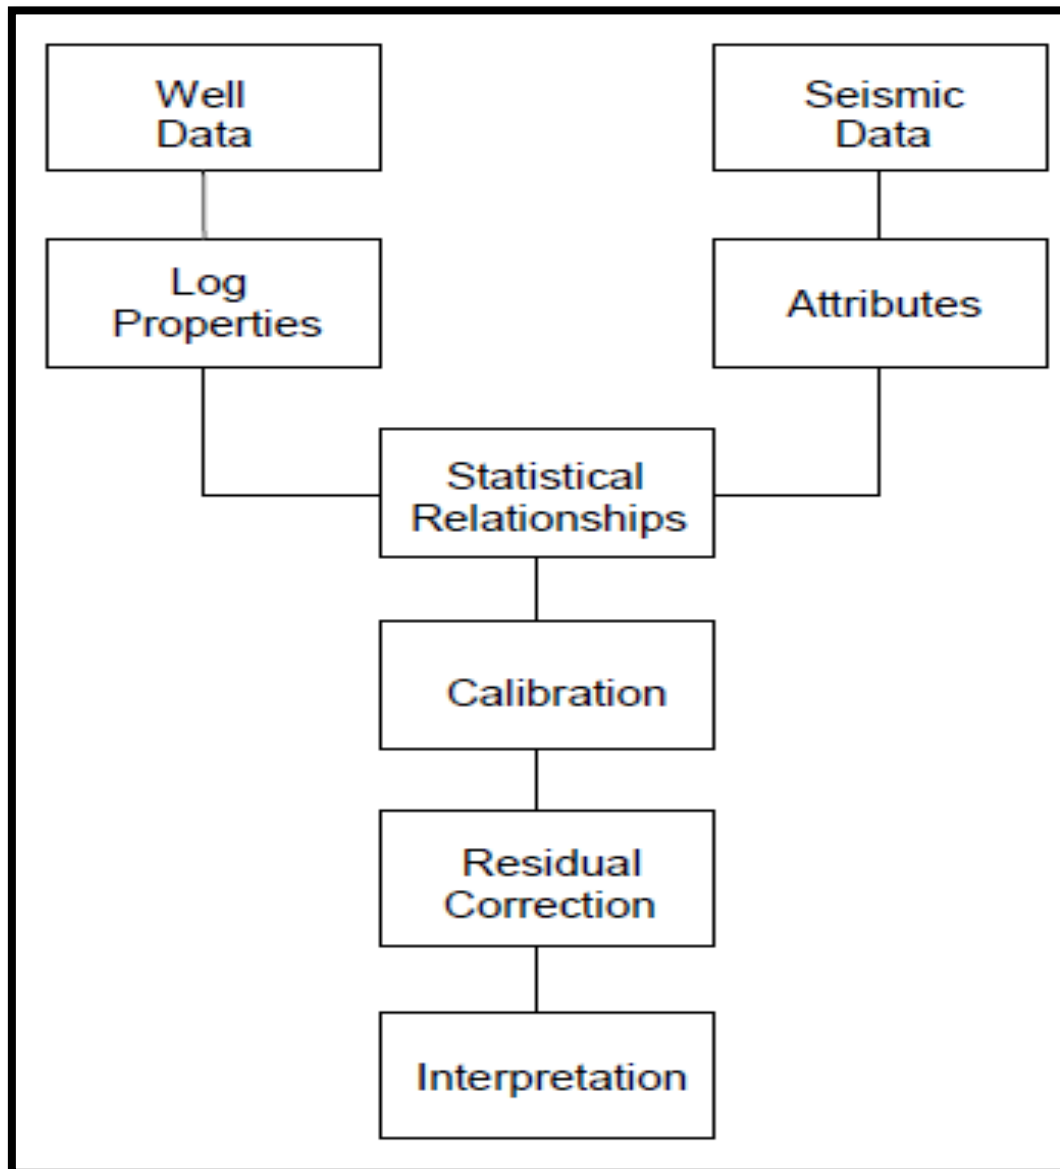 Well
Data
Seismic
Data
Log
Properties
Attributes
Statistical
Relationships
Calibration
Residual
Correction
Interpretation